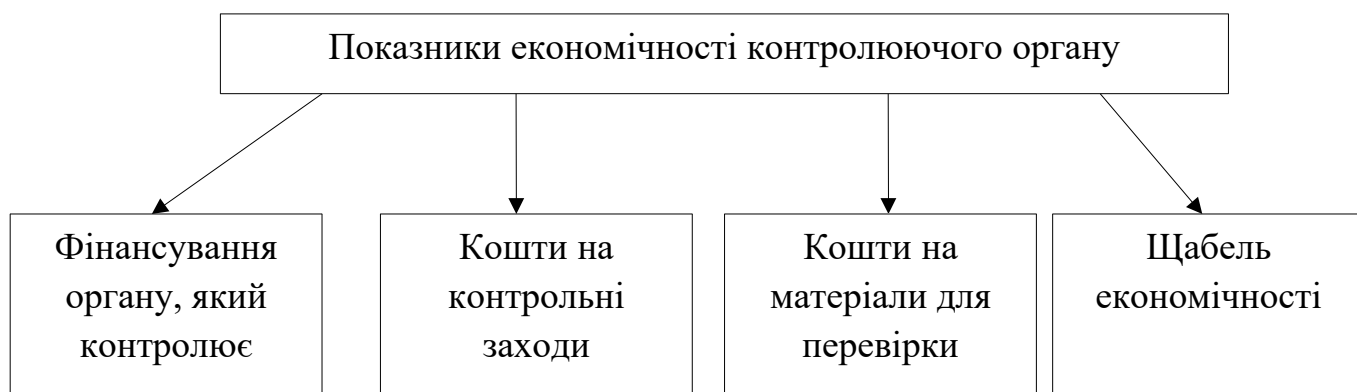 Показники економічності контролюючого органу
Фінансування
органу, який
контролює
Кошти на
контрольні
заходи
Кошти на
матеріали для
перевірки
Щабель
економічності